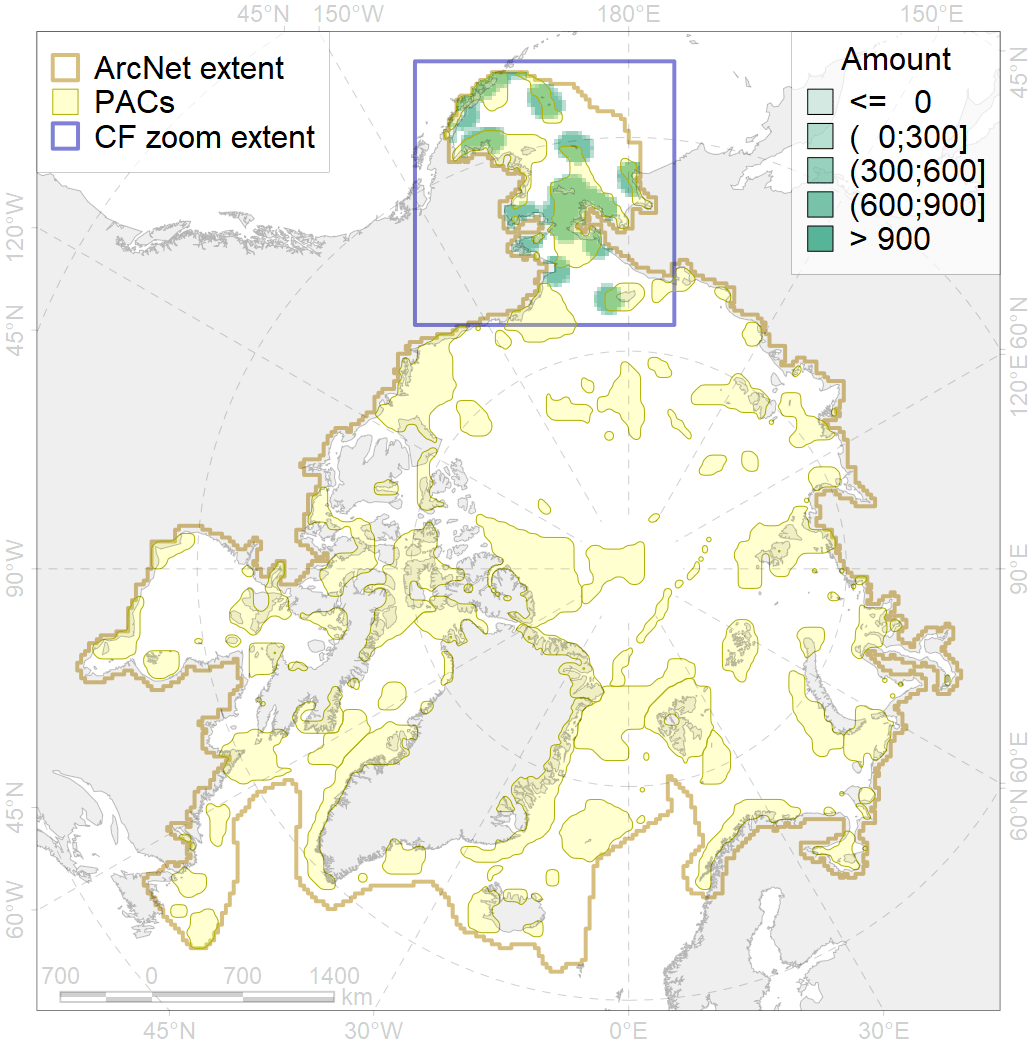 45°N 150°W 180°E 150°E
ArcNet extent
PACs
CF zoom extent
Amount
<= 0
( 0;300]
(300;600]
(600;900]
> 900
45°N
120°W
45°N
90°W
45°N
60°W
60°N
120°E
90°E
60°E
60°N
700 0 700 1400
km
45°N 30°W 0°E 30°E